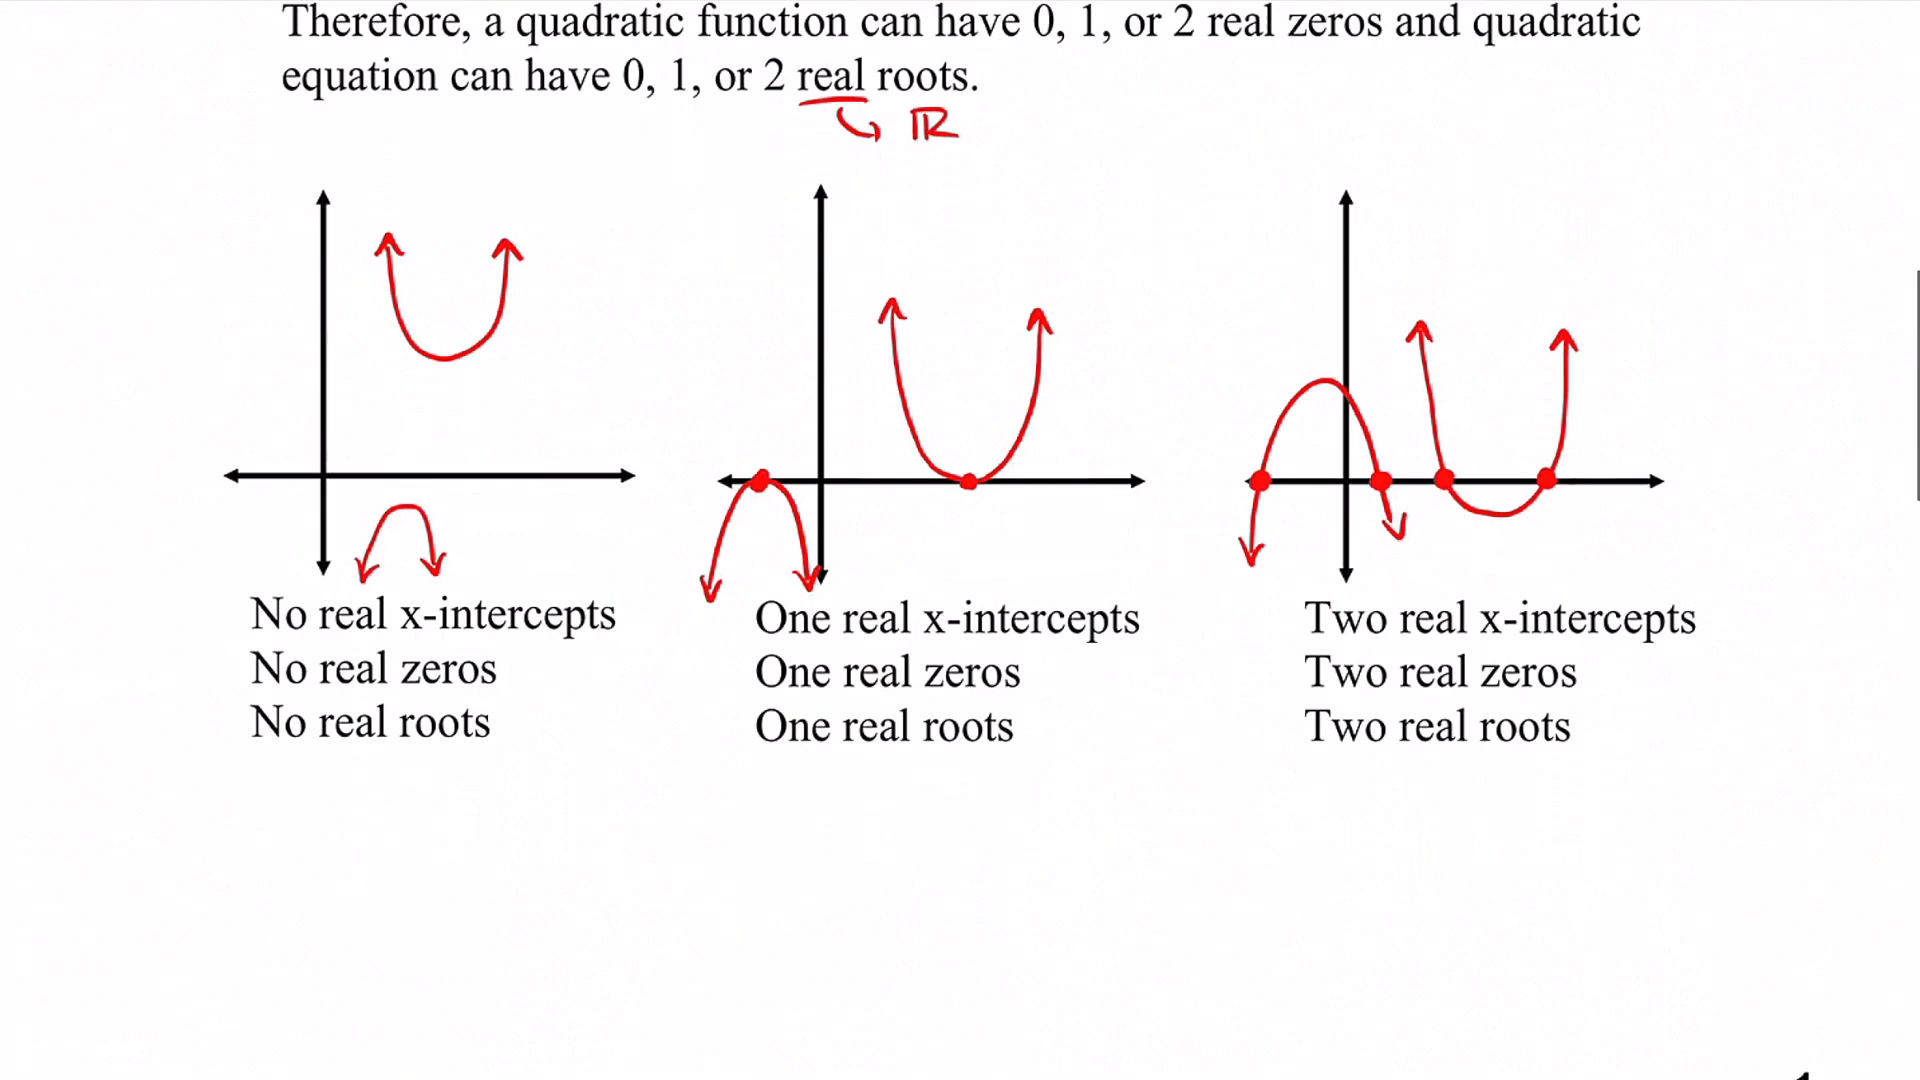 Therefore, a quadratic function can have 0, 1, or 2 real zeros and quadratic
equation can have 0, 1, or 2 real roots.
ℝ
No real x-intercepts
No real zeros
No real roots
One real x-intercepts
One real zeros
One real roots
Two real x-intercepts
Two real zeros
Two real roots